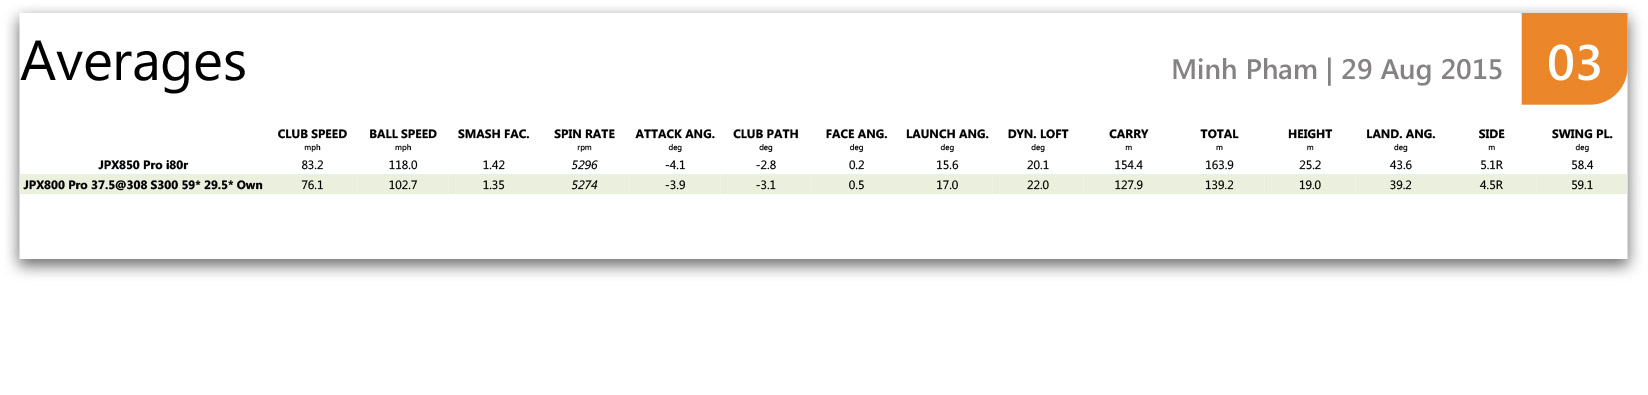 Averages
Minh Pham | 29 Aug 2015
03
CLUB SPEED BALL SPEED SMASH FAC. SPIN RATE ATTACK ANG. CLUB PATH FACE ANG. LAUNCH ANG. DYN. LOFT CARRY TOTAL HEIGHT LAND. ANG. SIDE SWING PL.
mph mph rpm deg deg deg deg deg m m m deg m deg
JPX850 Pro i80r 83.2 118.0 1.42 5296 -4.1 -2.8 0.2 15.6 20.1 154.4 163.9 25.2 43.6 5.1R 58.4
JPX800 Pro 37.5@308 S300 59* 29.5* Own 76.1 102.7 1.35 5274 -3.9 -3.1 0.5 17.0 22.0 127.9 139.2 19.0 39.2 4.5R 59.1